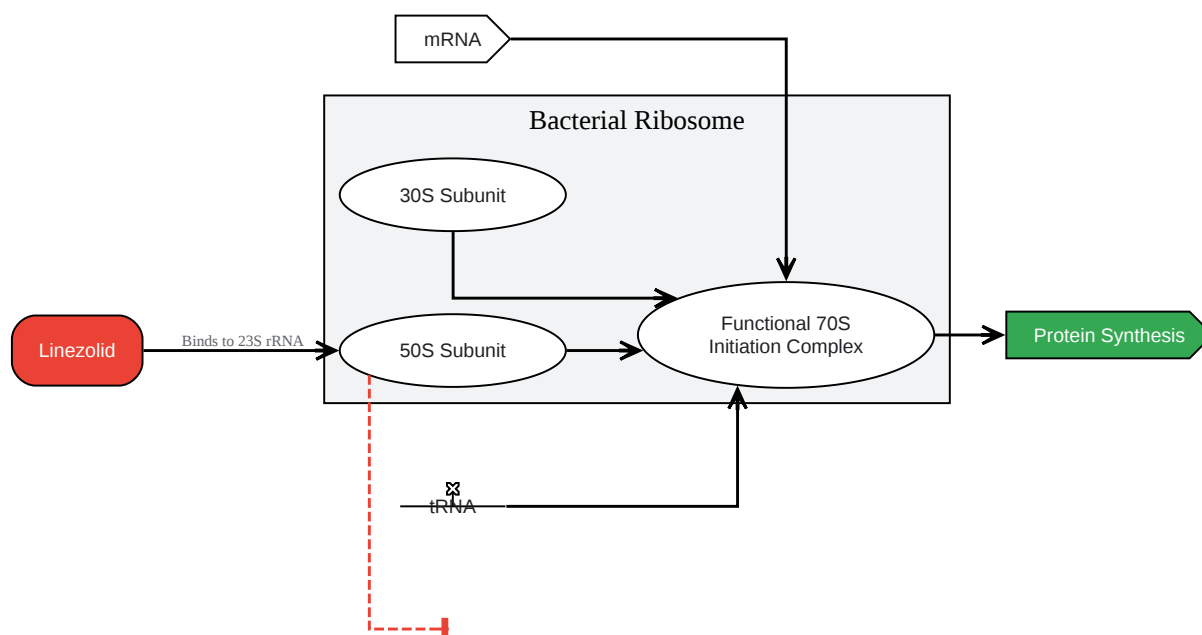 mRNA
Bacterial Ribosome
30S Subunit
Functional 70S
Initiation Complex
Protein Synthesis
Linezolid
Binds to 23S rRNA
50S Subunit
tRNA